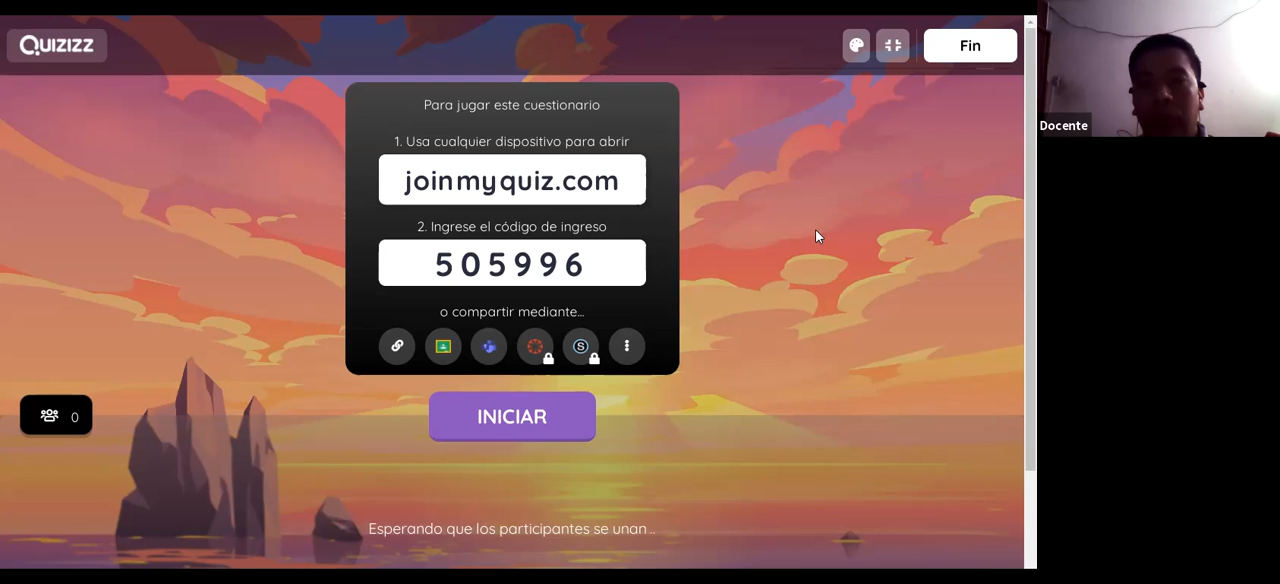 Quizizz
Fin
Para jugar este cuestionario
1. Usa cualquier dispositivo para abrir
joinmyquiz.com
2. Ingrese el código de ingreso
505996
o compartir mediante...
S
INICIAR
0
Esperando que los participantes se unan ..
Docente